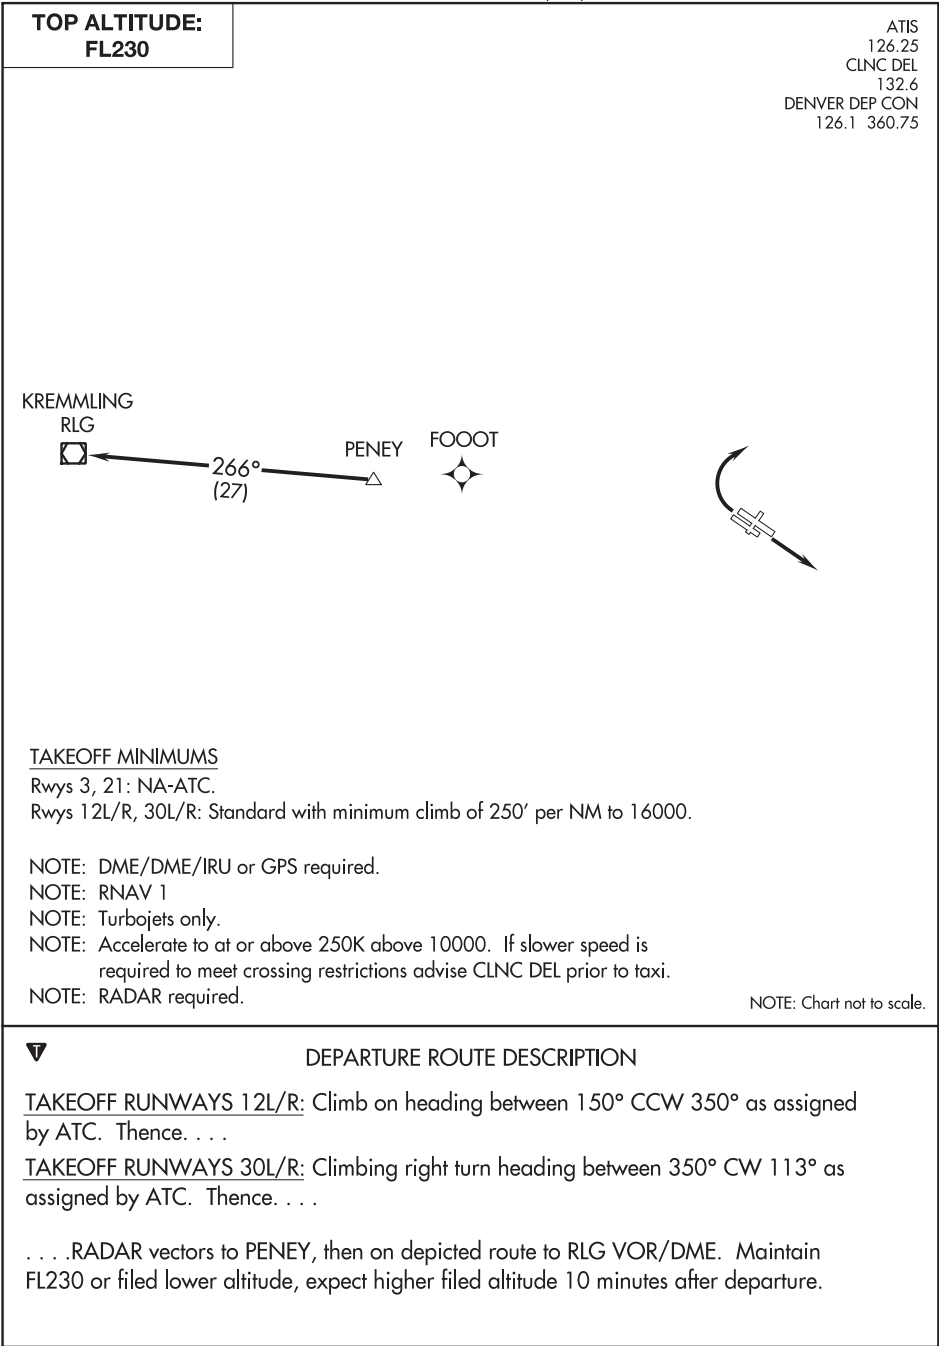 TOP ALTITUDE:
FL230
ATIS
126.25
CLNC DEL
132.6
DENVER DEP CON
126.1 360.75
KREMMLING
RLG
266°
(27)
PENEY
FOOOT
TAKEOFF MINIMUMS
Rwys 3, 21: NA-ATC.
Rwys 12L/R, 30L/R: Standard with minimum climb of 250' per NM to 16000.
NOTE: DME/DME/IRU or GPS required.
NOTE: RNAV 1
NOTE: Turbojets only.
NOTE: Accelerate to at or above 250K above 10000. If slower speed is
required to meet crossing restrictions advise CLNC DEL prior to taxi.
NOTE: RADAR required.
NOTE: Chart not to scale.
T
DEPARTURE ROUTE DESCRIPTION
TAKEOFF RUNWAYS 12L/R: Climb on heading between 150° CCW 350° as assigned
by ATC. Thence. . . .
TAKEOFF RUNWAYS 30L/R: Climbing right turn heading between 350° CW 113° as
assigned by ATC. Thence. . . .
. . . .RADAR vectors to PENEY, then on depicted route to RLG VOR/DME. Maintain
FL230 or filed lower altitude, expect higher filed altitude 10 minutes after departure.